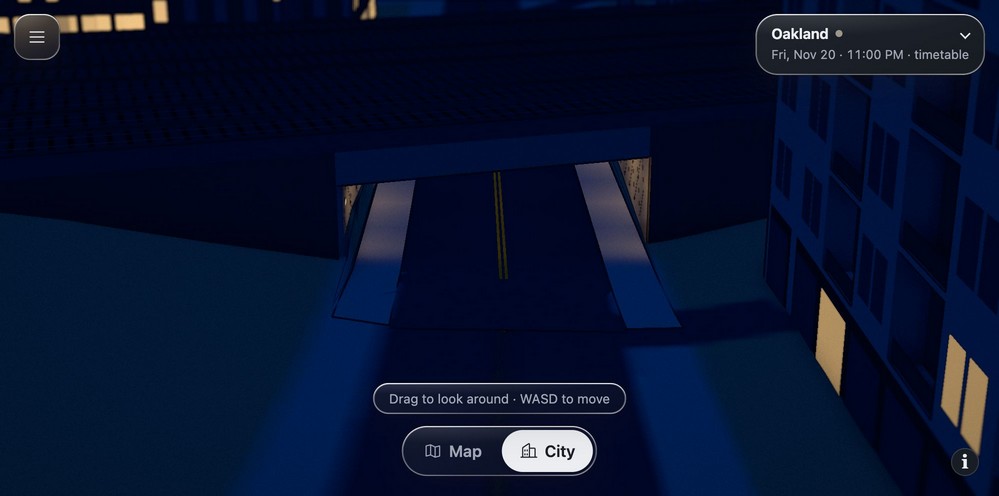 Oakland
Fri, Nov 20 · 11:00 PM · timetable
Drag to look around · WASD to move
Map
City
i